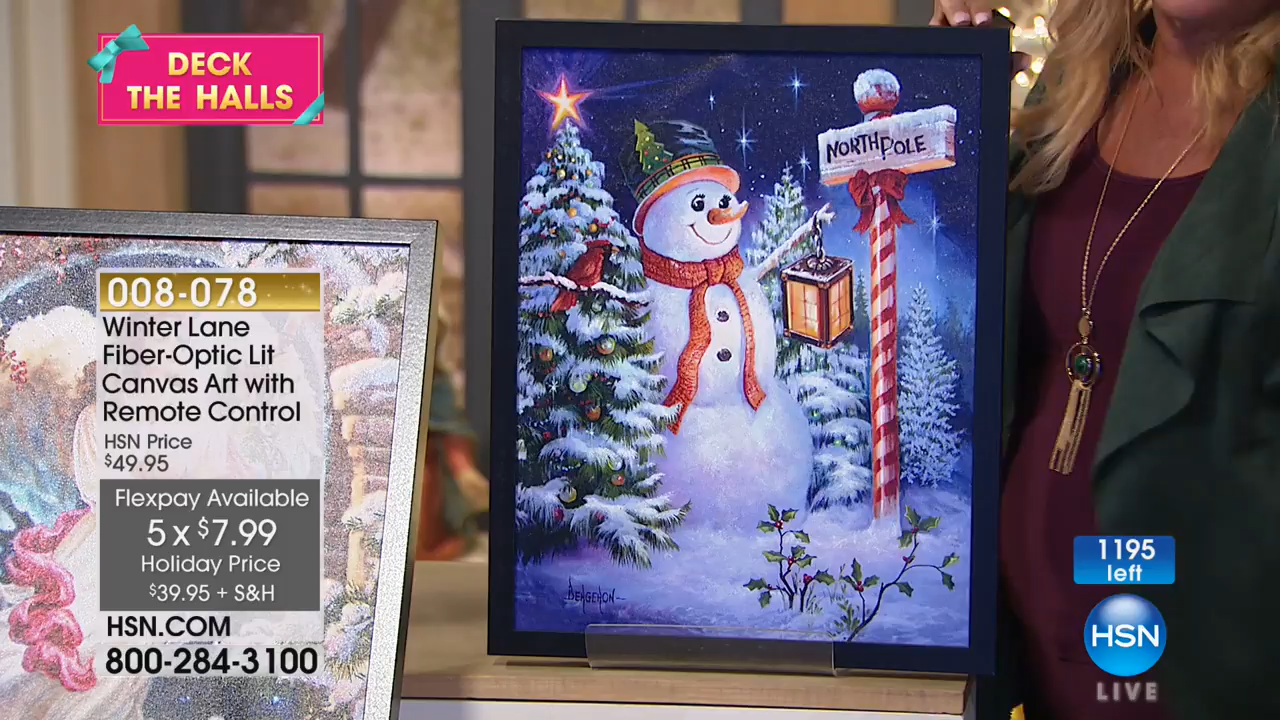 DECK
THE HALLS
NORTH POLE
008-078
Winter Lane
Fiber-Optic Lit
Canvas Art with
Remote Control
HSN Price
$49.95
Flexpay Available
5 x $7.99
Holiday Price
$39.95 + S&H
HSN.COM
800-284-3100
1195
left
HSN
LIVE